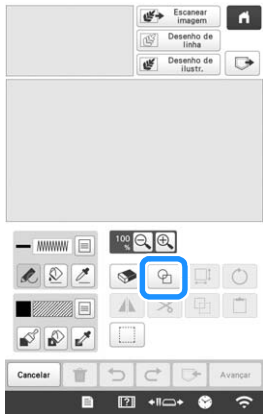 Escanear
imagem
Desenho de
linha
Desenho de
ilustr.
100
%
Cancelar
Avançar